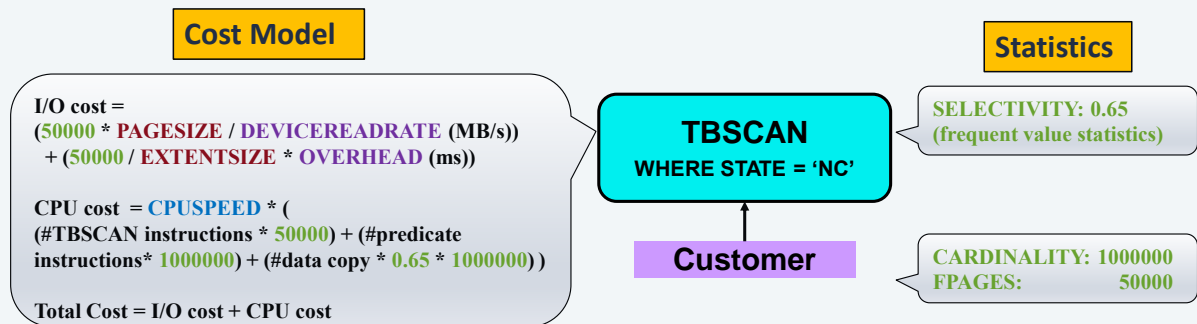 Cost Model
Statistics
I/O cost =
(50000 * PAGESIZE / DEVICEREADRATE (MB/s))
+ (50000 / EXTENTSIZE * OVERHEAD (ms))
CPU cost = CPUSPEED * (
(#TBSCAN instructions * 50000) + (#predicate
instructions* 1000000) + (#data copy * 0.65 * 1000000) )
Total Cost = I/O cost + CPU cost
TBSCAN
WHERE STATE = ‘NC’
Customer
SELECTIVITY: 0.65
(frequent value statistics)
CARDINALITY: 1000000
FPAGES: 50000